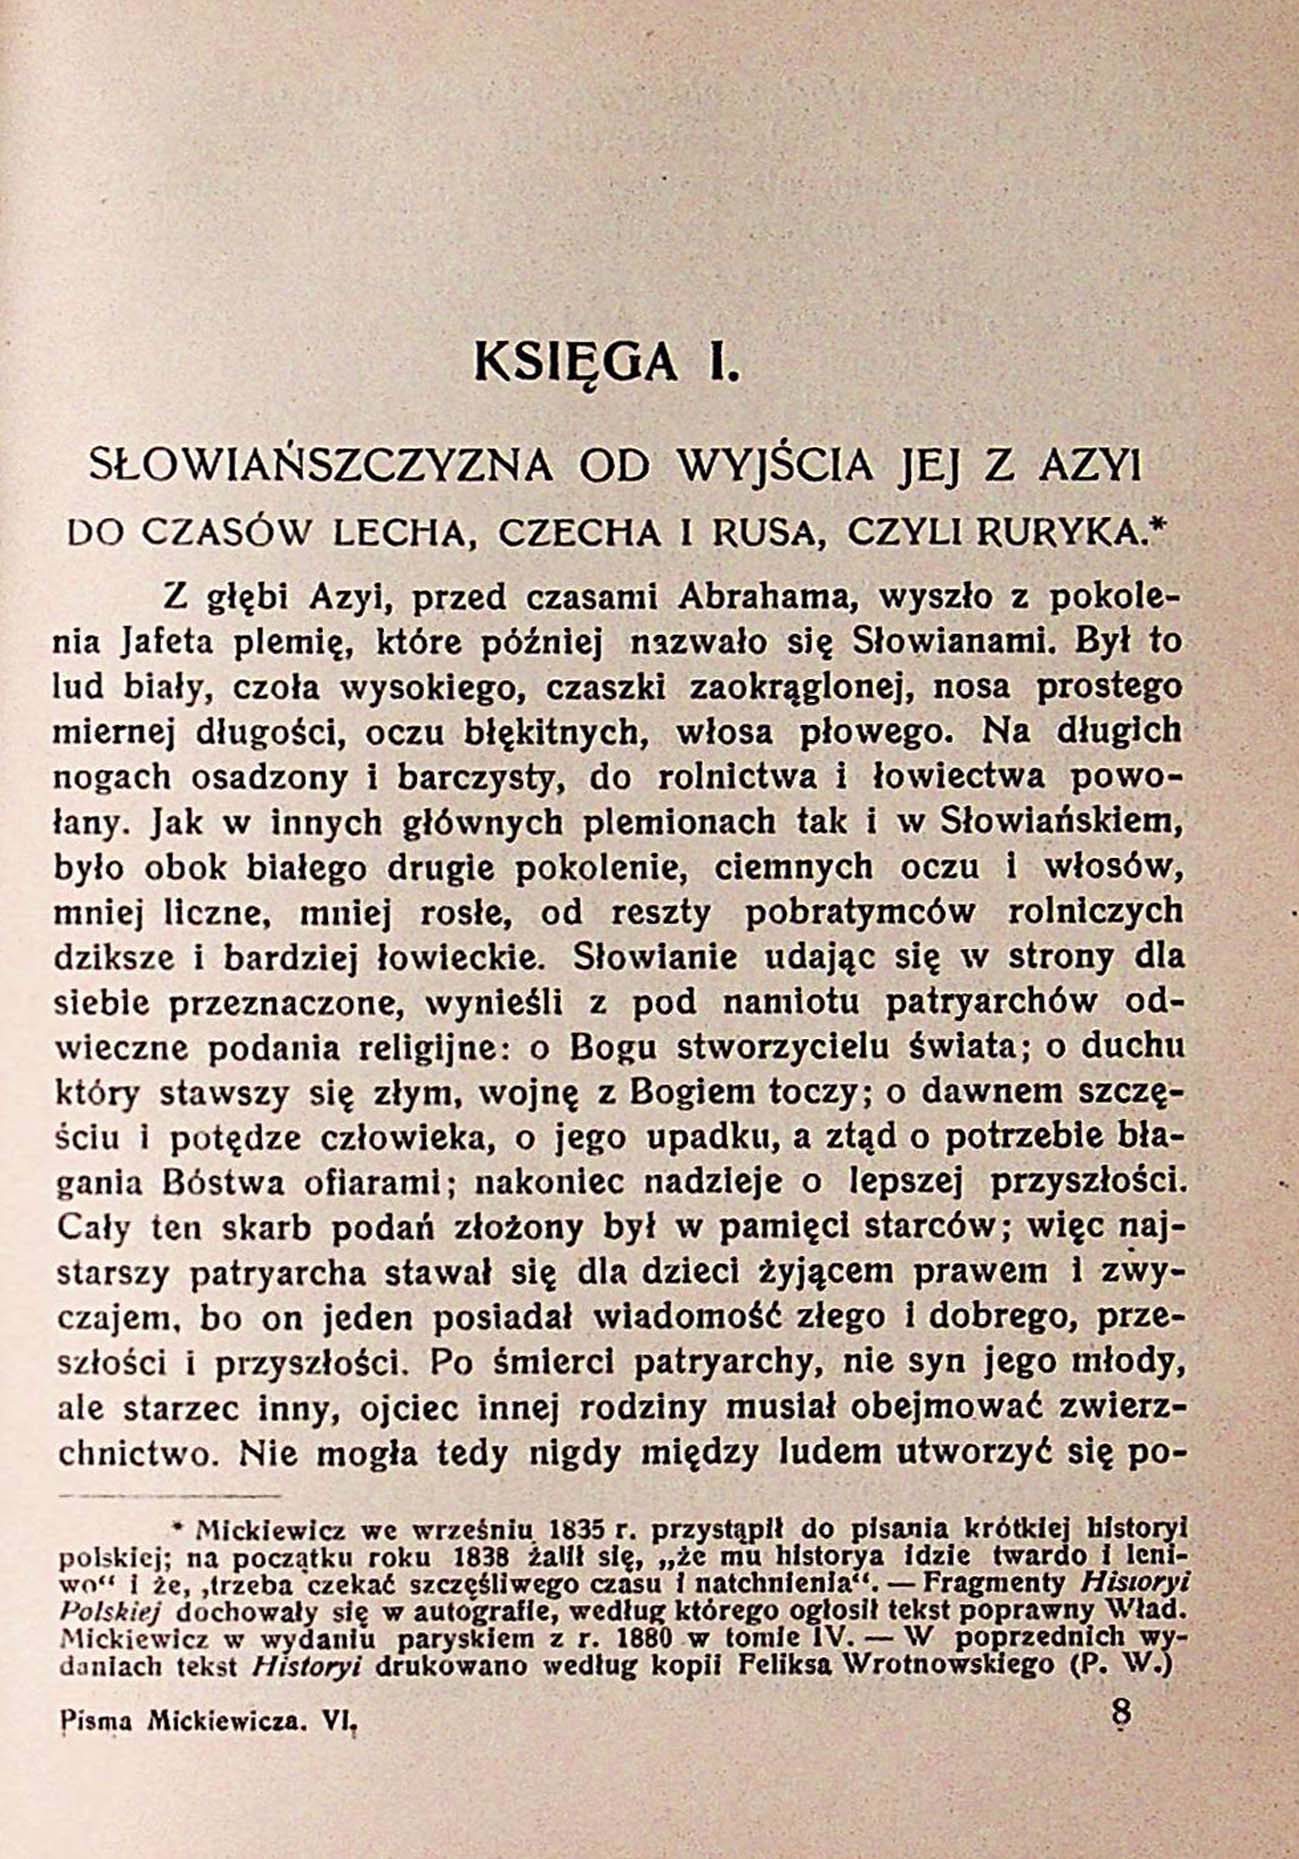 KSIĘGA I.
SŁOWIAŃSZCZYZNA OD WYJŚCIA JEJ Z AZYI
DO CZASÓW LECHA, CZECHA I RUSA, CZYLI RURYKA.*
Z głębi Azyi, przed czasami Abrahama, wyszło z pokole-
nia Jafeta plemię, które później nazwało się Słowianami. Był to
lud biały, czoła wysokiego, czaszki zaokrąglonej, nosa prostego
miernej długości, oczu błękitnych, włosa płowego. Na długich
nogach osadzony i barczysty, do rolnictwa i łowiectwa powo-
łany. Jak w innych głównych plemionach tak i w Słowiańskiem,
było obok białego drugie pokolenie, ciemnych oczu i włosów,
mniej liczne, mniej rosłe, od reszty pobratymców rolniczych
dziksze i bardziej łowieckie. Słowianie udając się w strony dla
siebie przeznaczone, wynieśli z pod namiotu patryarchów od-
wieczne podania religijne: o Bogu stworzycielu świata; o duchu
który stawszy się złym, wojnę z Bogiem toczy; o dawnem szczę-
ściu i potędze człowieka, o jego upadku, a ztąd o potrzebie bła-
gania Bóstwa ofiarami; nakoniec nadzieje o lepszej przyszłości.
Cały ten skarb podań złożony był w pamięci starców; więc naj-
starszy patryarcha stawał się dla dzieci żyjącem prawem i zwy-
czajem, bo on jeden posiadał wiadomość złego i dobrego, prze-
szłości i przyszłości. Po śmierci patryarchy, nie syn jego młody,
ale starzec inny, ojciec innej rodziny musiał obejmować zwierz-
chnictwo. Nie mogła tedy nigdy między ludem utworzyć się po-
* Mickiewicz we wrześniu 1835 r. przystąpił do pisania krótkiej historyi
polskiej; na początku roku 1838 żalił się, „że mu historya idzie twardo i leni-
wo“ i że, ‚trzeba czekać szczęśliwego czasu i natchnienia“. — Fragmenty Historyi
Polskiej dochowały się w autografie, według którego ogłosił tekst poprawny Wład.
Mickiewicz w wydaniu paryskiem z r. 1880 w tomie IV. — W poprzednich wy-
daniach tekst Historyi drukowano według kopii Feliksa Wrotnowskiego (P. W.)
Pisma Mickiewicza. VI.
8